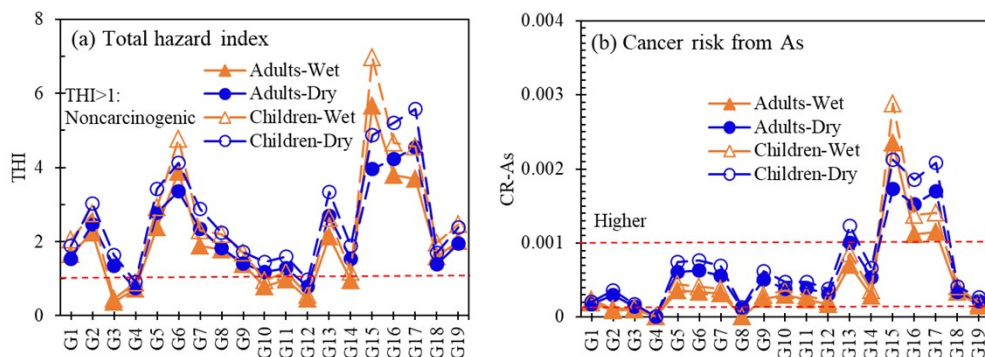 (a) Total hazard index
THI>1:
Noncarcinogenic
Adults-Wet
Adults-Dry
Children-Wet
Children-Dry
THI
8
6
4
2
0
G1 G2 G3 G4 G5 G6 G7 G8 G9 G10 G11 G12 G13 G14 G15 G16 G17 G18 G19
(b) Cancer risk from As
Adults-Wet
Adults-Dry
Children-Wet
Children-Dry
Higher
CR-As
0.004
0.003
0.002
0.001
0
G1 G2 G3 G4 G5 G6 G7 G8 G9 G10 G11 G12 G13 G14 G15 G16 G17 G18 G19